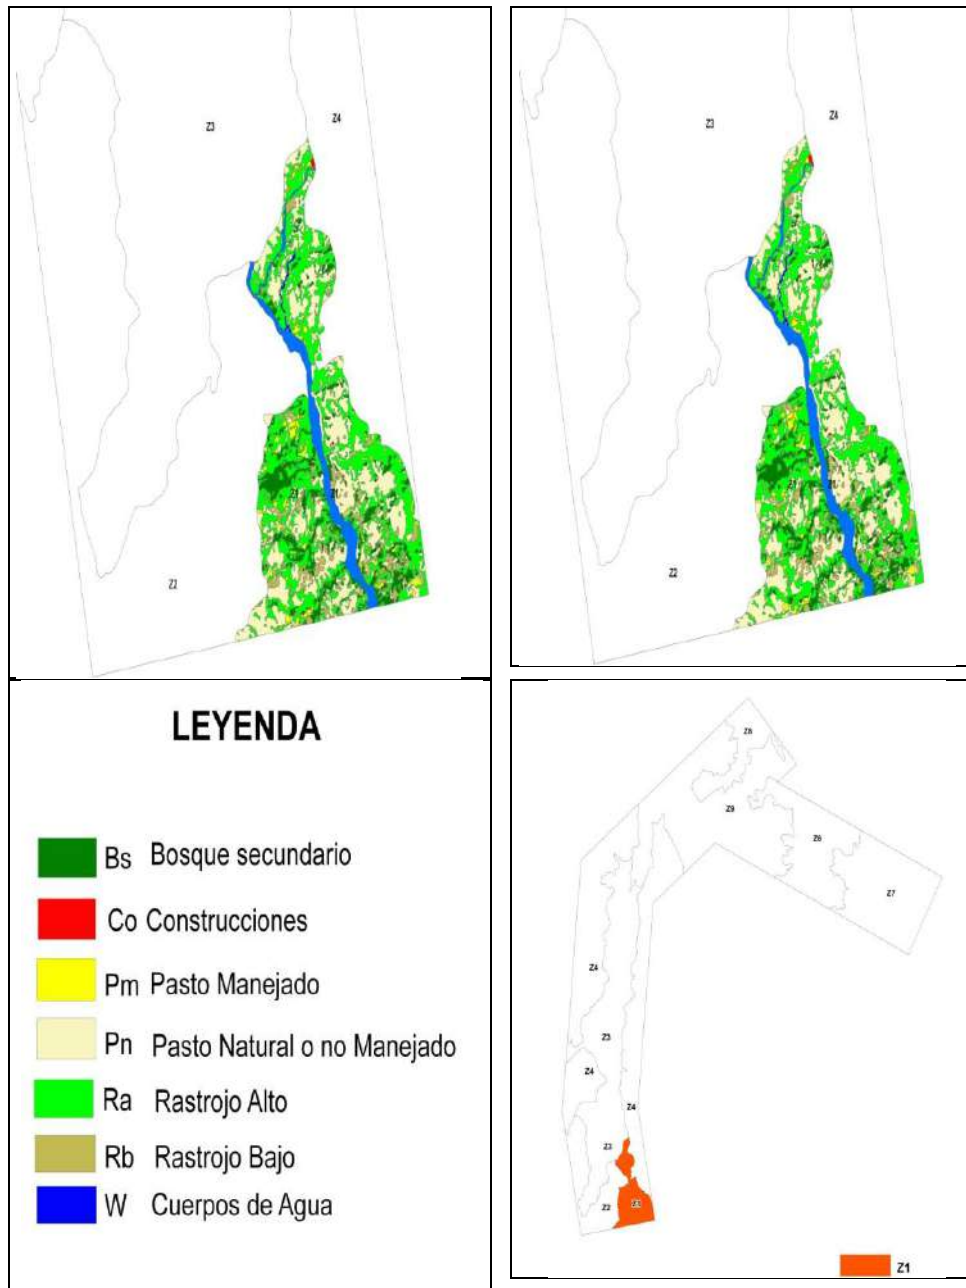 Z4
Z3
Z1
Z1
Z2
Z4
Z3
Z1
Z1
Z2
LEYENDA
Bs Bosque secundario
Co Construcciones
Pm Pasto Manejado
Pn Pasto Natural o no Manejado
Ra Rastrojo Alto
Rb Rastrojo Bajo
W Cuerpos de Agua
Z9
Z6
Z7
Z4
Z3
Z4
Z4
Z3
Z2
Z1